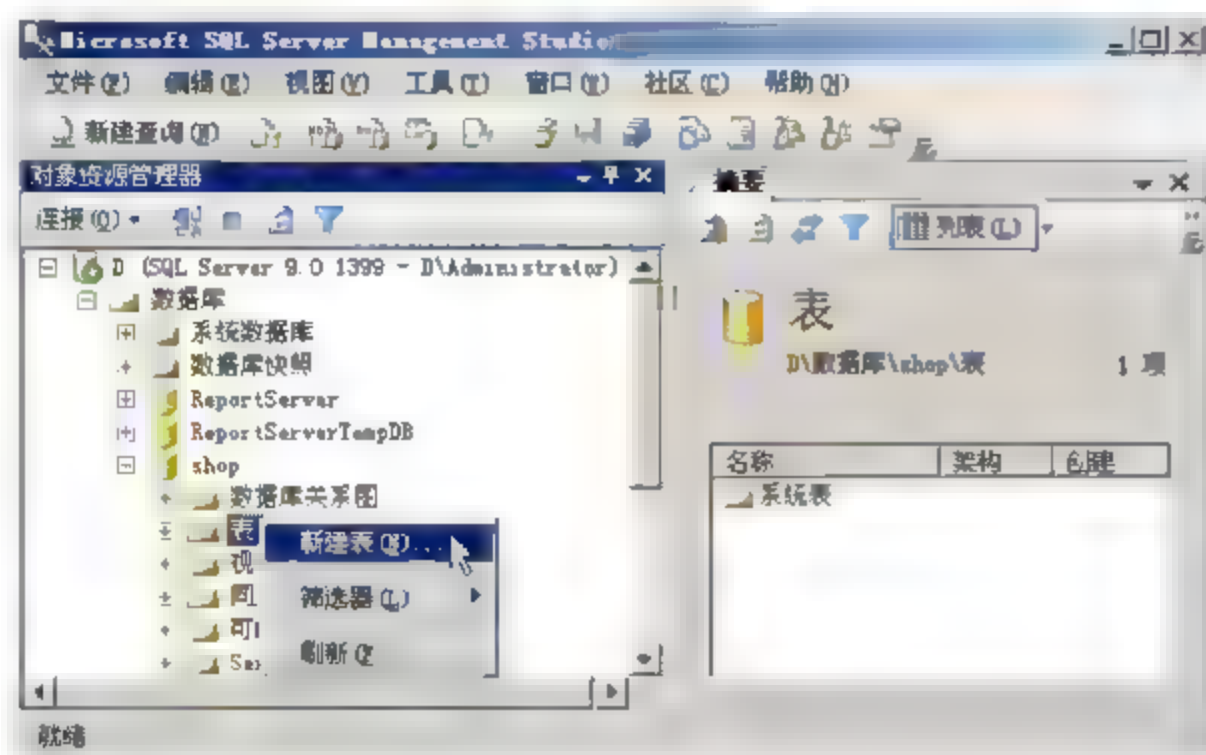 Microsoft SQL Server Management Studio
文件(F) 编辑(E) 视图(V) 工具(T) 窗口(W) 社区(C) 帮助(H)
新建查询(N)
对象资源管理器
摘要
连接(O)
列表(L)
D (SQL Server 9.0 1399 - D\Administrator)
数据库
表
系统数据库
数据库快照
D\数据库\shop\表 1 项
ReportServer
ReportServerTempDB
shop
名称 架构 创建
数据库关系图
系统表
表
新建表(N)...
视
同
筛选器(L)
可
刷新(F
Ser
就绪